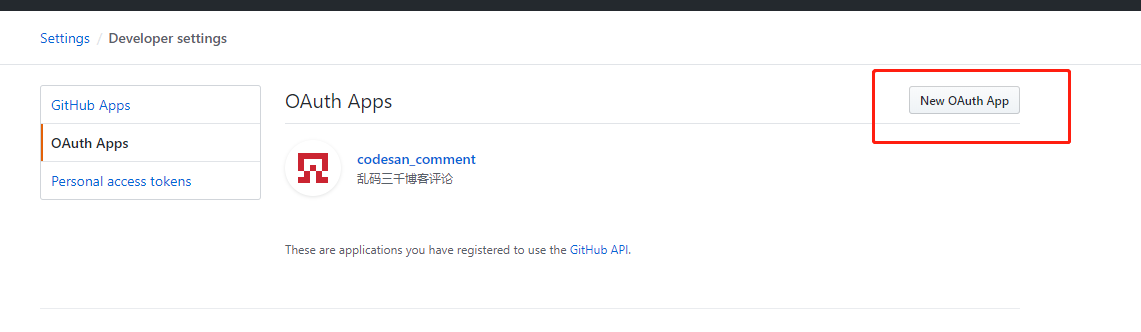 Settings / Developer settings
GitHub Apps
OAuth Apps
Personal access tokens
OAuth Apps
New OAuth App
codesan_comment
乱码三千博客评论
These are applications you have registered to use the GitHub API.